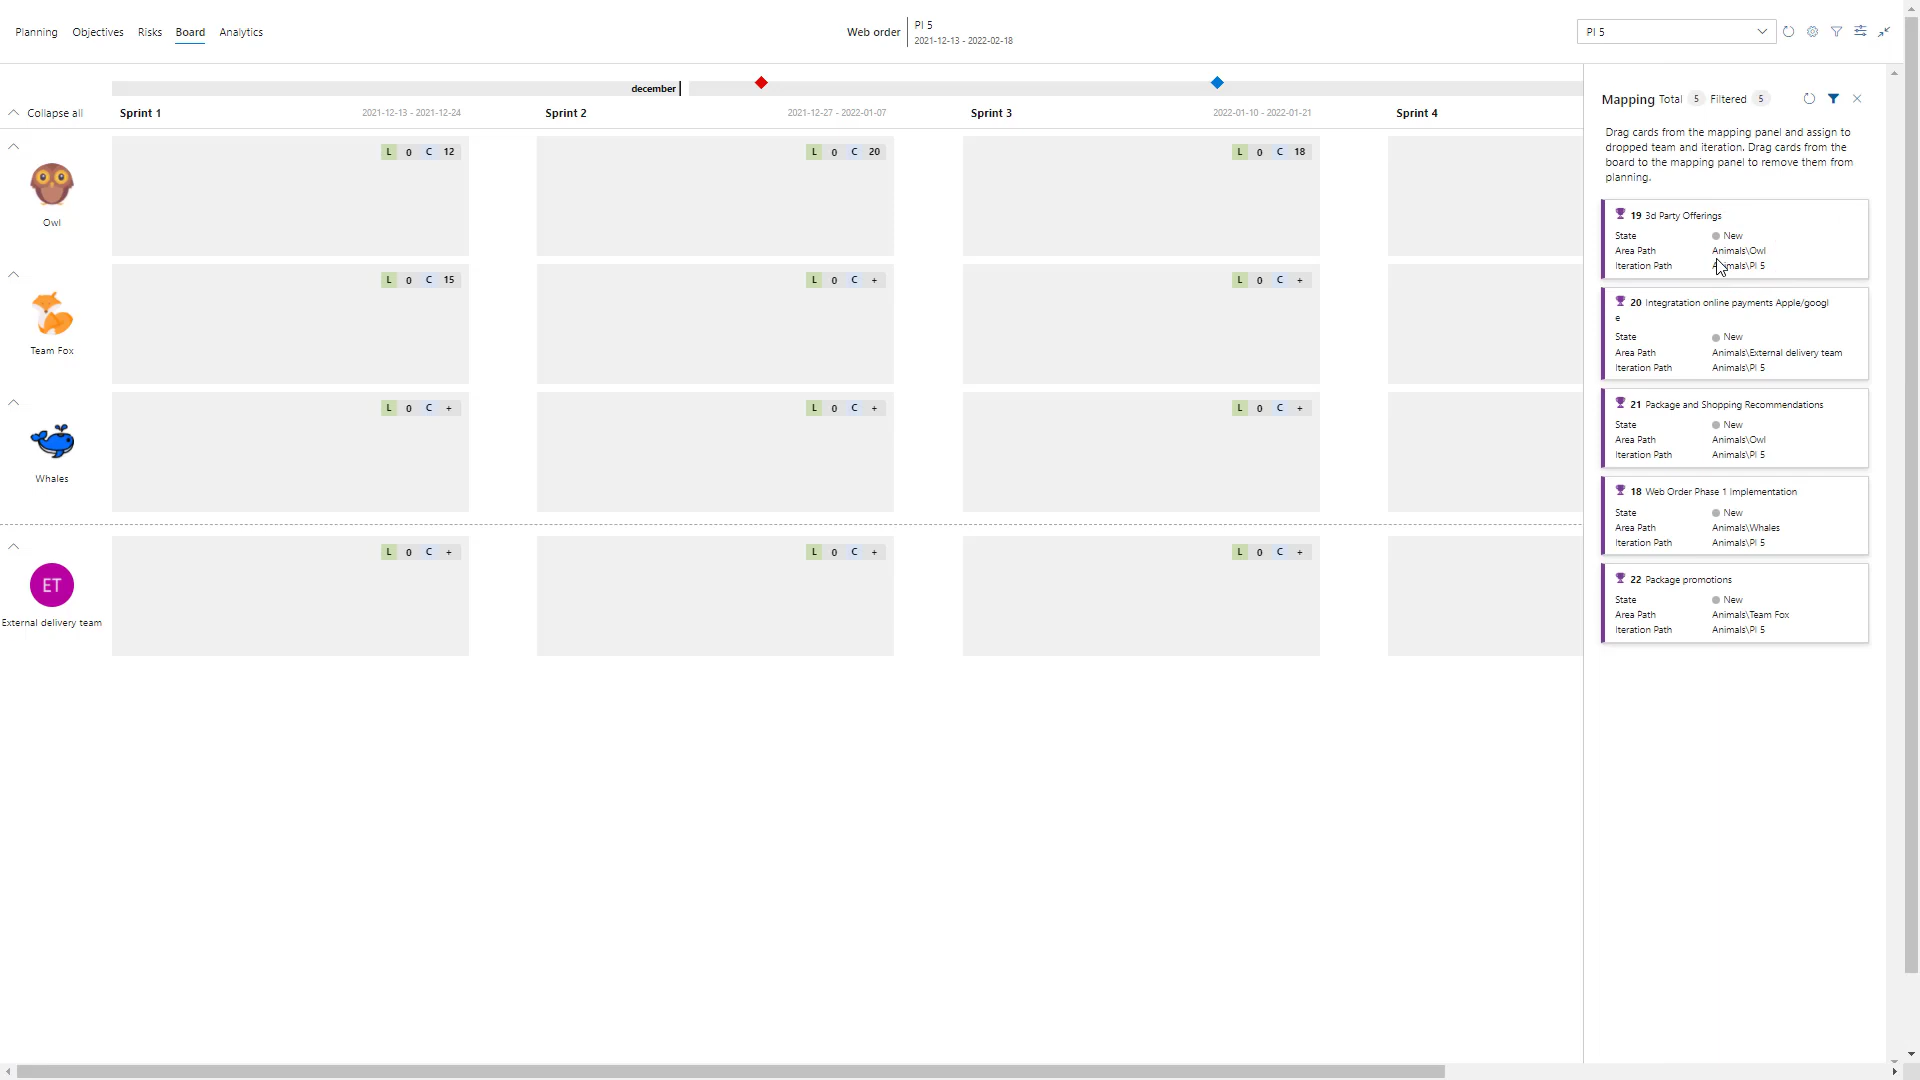 Planning Objectives Risks Board Analytics
Web order
PI 5
2021-12-13 - 2022-02-18
PI 5
december
Collapse all
Sprint 1 2021-12-13 - 2021-12-24
Sprint 2 2021-12-27 - 2022-01-07
Sprint 3 2022-01-10 - 2022-01-21
Sprint 4
L 0 C 12
L 0 C 20
L 0 C 18
Owl
L 0 C 15
L 0 C +
L 0 C +
Team Fox
L 0 C +
L 0 C +
L 0 C +
Whales
L 0 C +
L 0 C +
L 0 C +
ET
External delivery team
Mapping Total 5 Filtered 5
Drag cards from the mapping panel and assign to
dropped team and iteration. Drag cards from the
board to the mapping panel to remove them from
planning.
19 3d Party Offerings
State New
Area Path Animals\Owl
Iteration Path Animals\PI 5
20 Integratation online payments Apple/googl
e
State New
Area Path Animals\External delivery team
Iteration Path Animals\PI 5
21 Package and Shopping Recommendations
State New
Area Path Animals\Owl
Iteration Path Animals\PI 5
18 Web Order Phase 1 Implementation
State New
Area Path Animals\Whales
Iteration Path Animals\PI 5
22 Package promotions
State New
Area Path Animals\Team Fox
Iteration Path Animals\PI 5